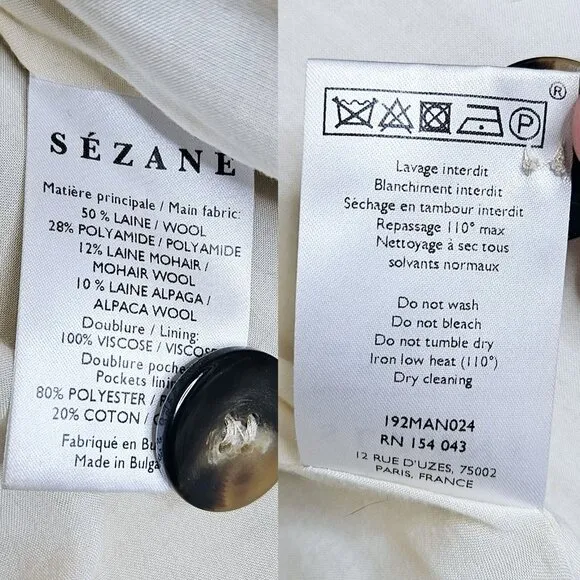 SÉZANE
Matière principale / Main fabric:
50 % LAINE / WOOL
28% POLYAMIDE / POLYAMIDE
12% LAINE MOHAIR /
MOHAIR WOOL
10 % LAINE ALPAGA /
ALPACA WOOL
Doublure / Lining:
100% VISCOSE / VISCOSE
Doublure
Pockets
80% POLYESTER /
20% COTON /
Fabriqué en
Made in
®
P
Lavage interdit
Blanchiment interdit
Séchage en tambour interdit
Repassage 110° max
Nettoyage à sec tous
solvants normaux
Do not wash
Do not bleach
Do not tumble dry
Iron low heat (110°)
Dry cleaning
192MAN024
RN 154 043
12 RUE D'UZES, 75002
PARIS, FRANCE